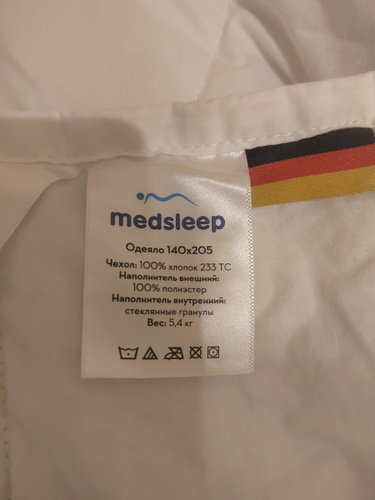 medsleep
Одеяло 140х205
Чехол: 100% хлопок 233 ТС
Наполнитель внешний:
100% полиэстер
Наполнитель внутренний:
стеклянные гранулы
Вес: 5,4 кг